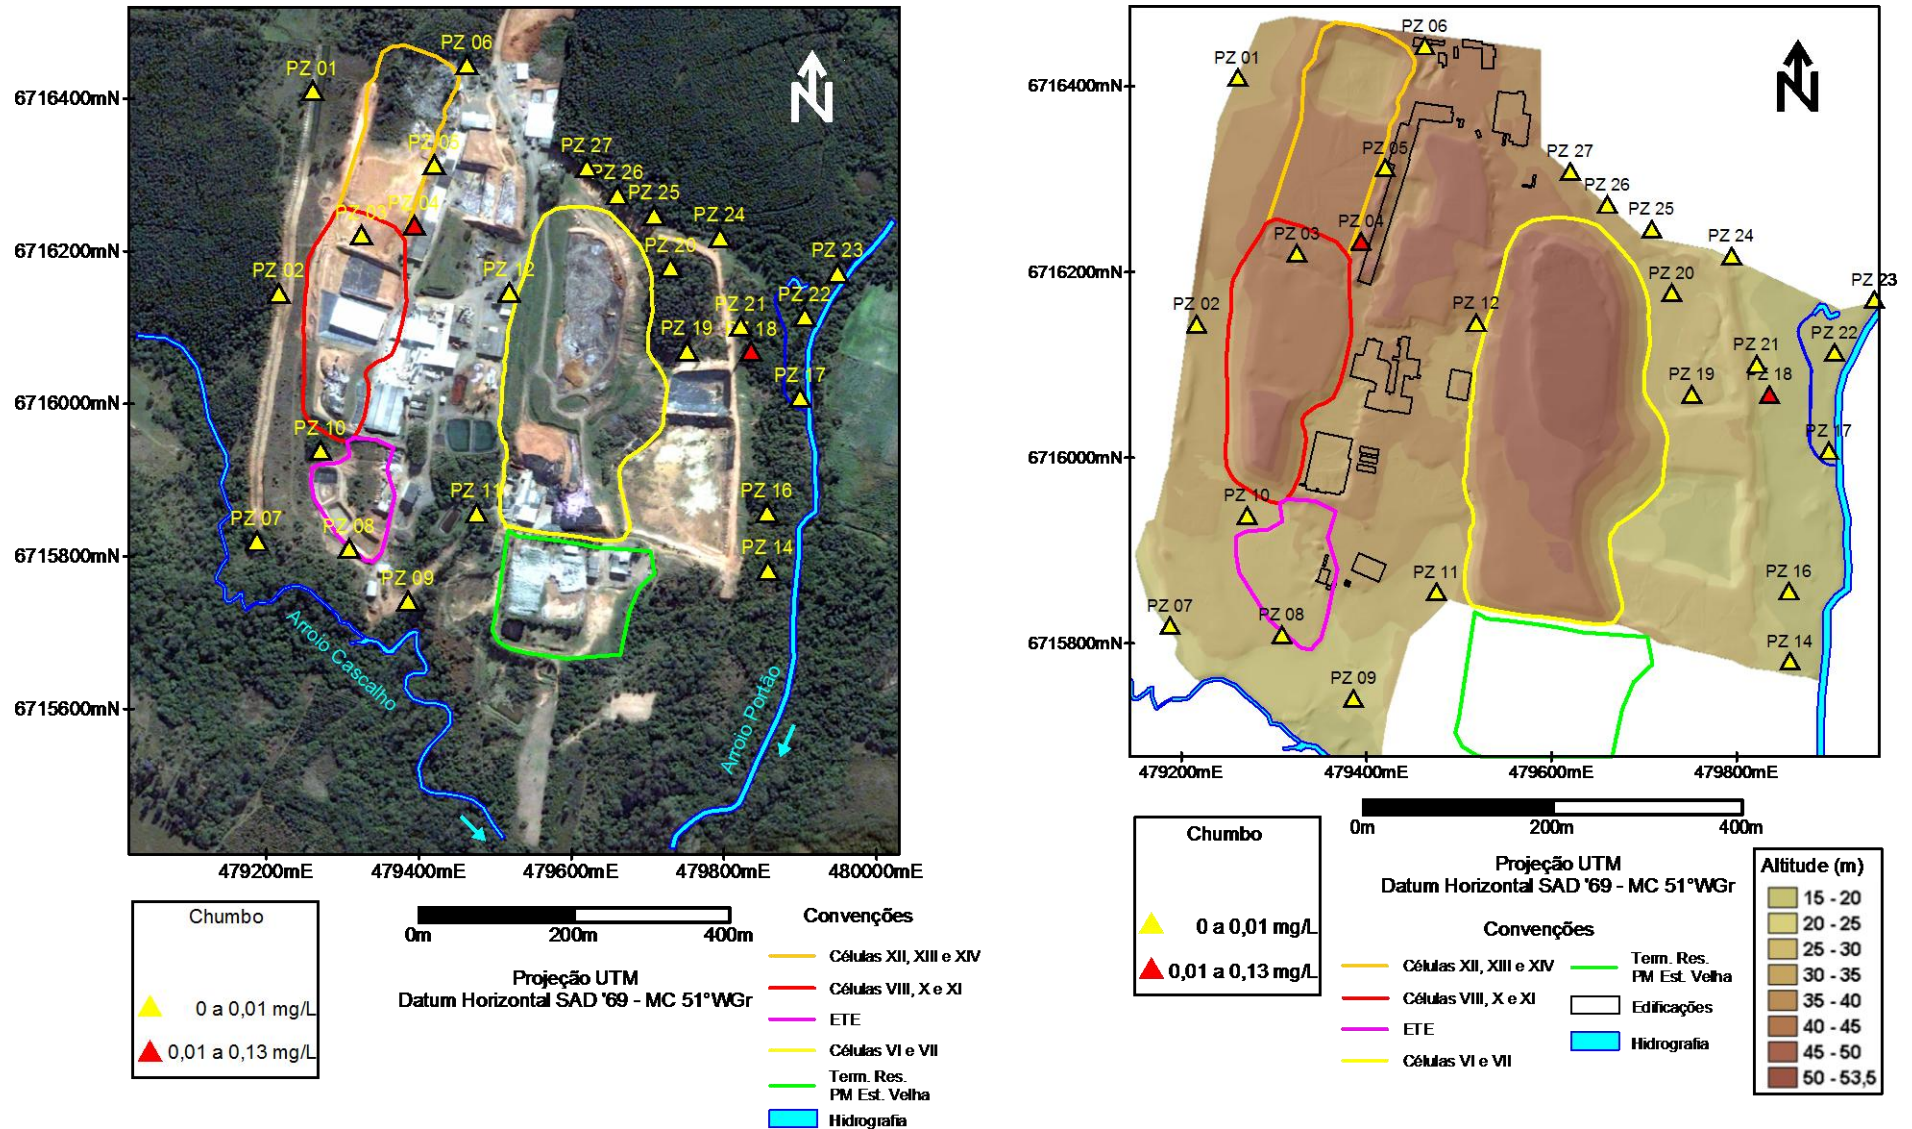 PZ 06
PZ 01
6716400mN
N
PZ 05
PZ 27
PZ 26
PZ 25
PZ 04
PZ 03
PZ 24
6716200mN
PZ 20
PZ 23
PZ 02
PZ 12
PZ 22
PZ 21
PZ 19
18
PZ 17
6716000mN
PZ 10
PZ 11
PZ 16
PZ 07
PZ 08
6715800mN
PZ 14
PZ 09
Arroio Cascalho
Arroio Portão
6715600mN
479200mE
479400mE
479600mE
479800mE
480000mE
Chumbo
0 a 0,01 mg/L
0,01 a 0,13 mg/L
0m
200m
400m
Projeção UTM
Datum Horizontal SAD '69 - MC 51°WGr
Convenções
Células XII, XIII e XIV
Células VIII, X e XI
ETE
Células VI e VII
Term. Res.
PM Est. Velha
Hidrografia
PZ 06
PZ 01
6716400mN
N
PZ 05
PZ 27
PZ 26
PZ 25
PZ 04
PZ 03
PZ 24
6716200mN
PZ 20
PZ 23
PZ 02
PZ 12
PZ 22
PZ 21
PZ 19
PZ 18
PZ 17
6716000mN
PZ 10
PZ 11
PZ 16
PZ 07
PZ 08
6715800mN
PZ 14
PZ 09
479200mE
479400mE
479600mE
479800mE
Chumbo
0 a 0,01 mg/L
0,01 a 0,13 mg/L
0m
200m
400m
Projeção UTM
Datum Horizontal SAD '69 - MC 51°WGr
Convenções
Células XII, XIII e XIV
Células VIII, X e XI
ETE
Células VI e VII
Term. Res.
PM Est. Velha
Edificações
Hidrografia
Altitude (m)
15 - 20
20 - 25
25 - 30
30 - 35
35 - 40
40 - 45
45 - 50
50 - 53,5